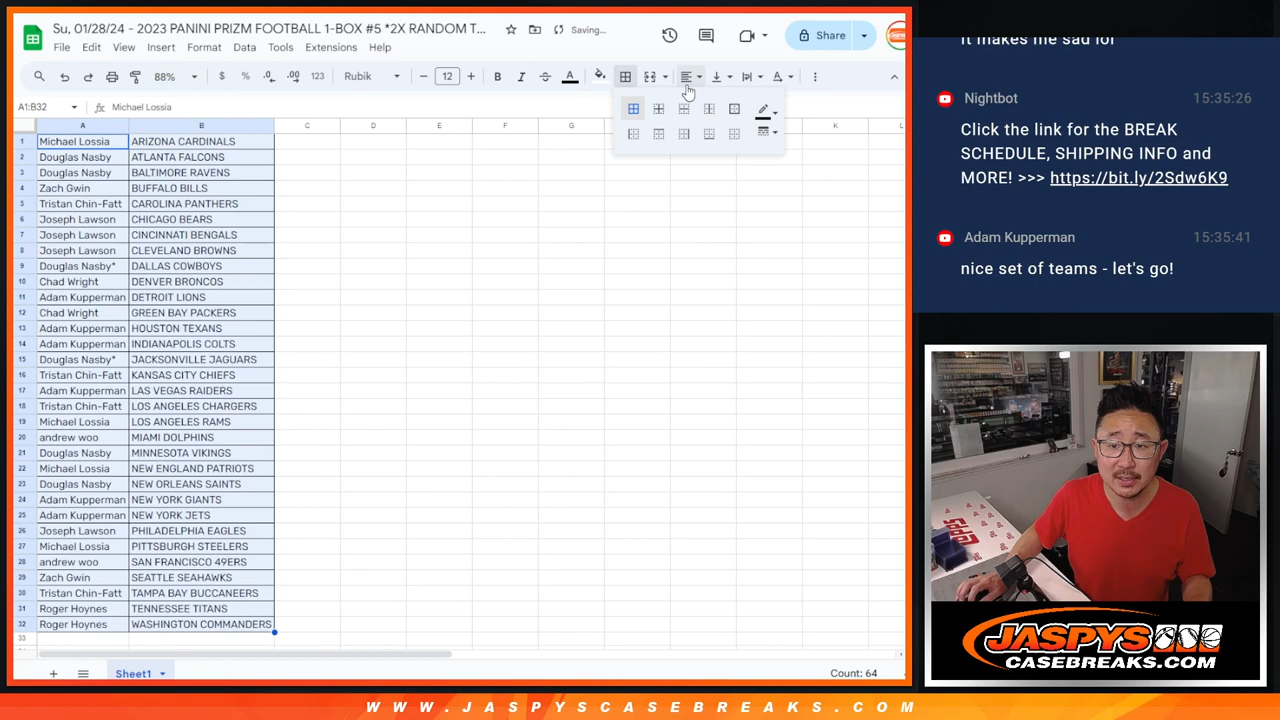 Su, 01/28/24 - 2023 PANINI PRIZM FOOTBALL 1-BOX #5 *2X RANDOM T...
Saving...
Share
File Edit View Insert Format Data Tools Extensions Help
88% $ % .0 .00 123 Rubik 12 B I A
A1:B32 fx Michael Lossia
A B C D E F G K L
1 Michael Lossia ARIZONA CARDINALS
2 Douglas Nasby ATLANTA FALCONS
3 Douglas Nasby BALTIMORE RAVENS
4 Zach Gwin BUFFALO BILLS
5 Tristan Chin-Fatt CAROLINA PANTHERS
6 Joseph Lawson CHICAGO BEARS
7 Joseph Lawson CINCINNATI BENGALS
8 Joseph Lawson CLEVELAND BROWNS
9 Douglas Nasby* DALLAS COWBOYS
10 Chad Wright DENVER BRONCOS
11 Adam Kupperman DETROIT LIONS
12 Chad Wright GREEN BAY PACKERS
13 Adam Kupperman HOUSTON TEXANS
14 Adam Kupperman INDIANAPOLIS COLTS
15 Douglas Nasby* JACKSONVILLE JAGUARS
16 Tristan Chin-Fatt KANSAS CITY CHIEFS
17 Adam Kupperman LAS VEGAS RAIDERS
18 Tristan Chin-Fatt LOS ANGELES CHARGERS
19 Michael Lossia LOS ANGELES RAMS
20 andrew woo MIAMI DOLPHINS
21 Douglas Nasby MINNESOTA VIKINGS
22 Michael Lossia NEW ENGLAND PATRIOTS
23 Douglas Nasby NEW ORLEANS SAINTS
24 Adam Kupperman NEW YORK GIANTS
25 Adam Kupperman NEW YORK JETS
26 Joseph Lawson PHILADELPHIA EAGLES
27 Michael Lossia PITTSBURGH STEELERS
28 andrew woo SAN FRANCISCO 49ERS
29 Zach Gwin SEATTLE SEAHAWKS
30 Tristan Chin-Fatt TAMPA BAY BUCCANEERS
31 Roger Hoynes TENNESSEE TITANS
32 Roger Hoynes WASHINGTON COMMANDERS
33
Sheet1
Count: 64
it makes me sad lol
Nightbot 15:35:26
Click the link for the BREAK
SCHEDULE, SHIPPING INFO and
MORE! >>> https://bit.ly/2Sdw6K9
Adam Kupperman 15:35:41
nice set of teams - let's go!
JASPYS
JASPYS
CASEBREAKS.COM
WWW.JASPYSCASEBREAKS.COM